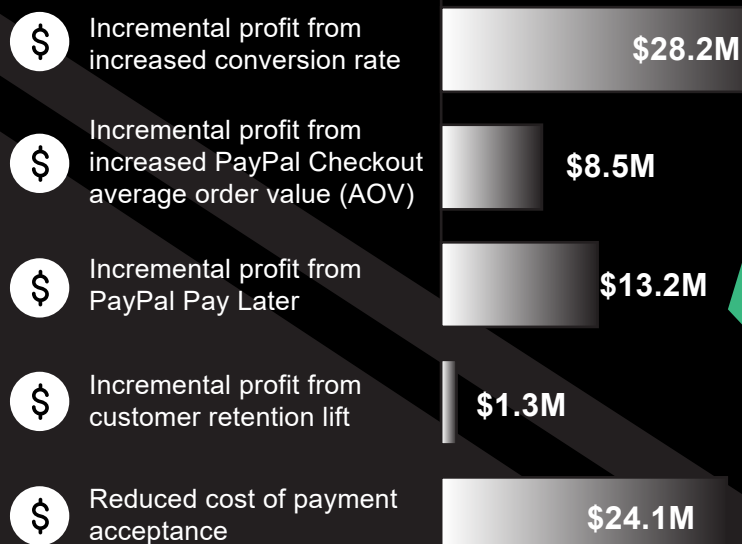 $
Incremental profit from
increased conversion rate
$28.2M
$
Incremental profit from
increased PayPal Checkout
average order value (AOV)
$8.5M
$
Incremental profit from
PayPal Pay Later
$13.2M
$
Incremental profit from
customer retention lift
$1.3M
$
Reduced cost of payment
acceptance
$24.1M